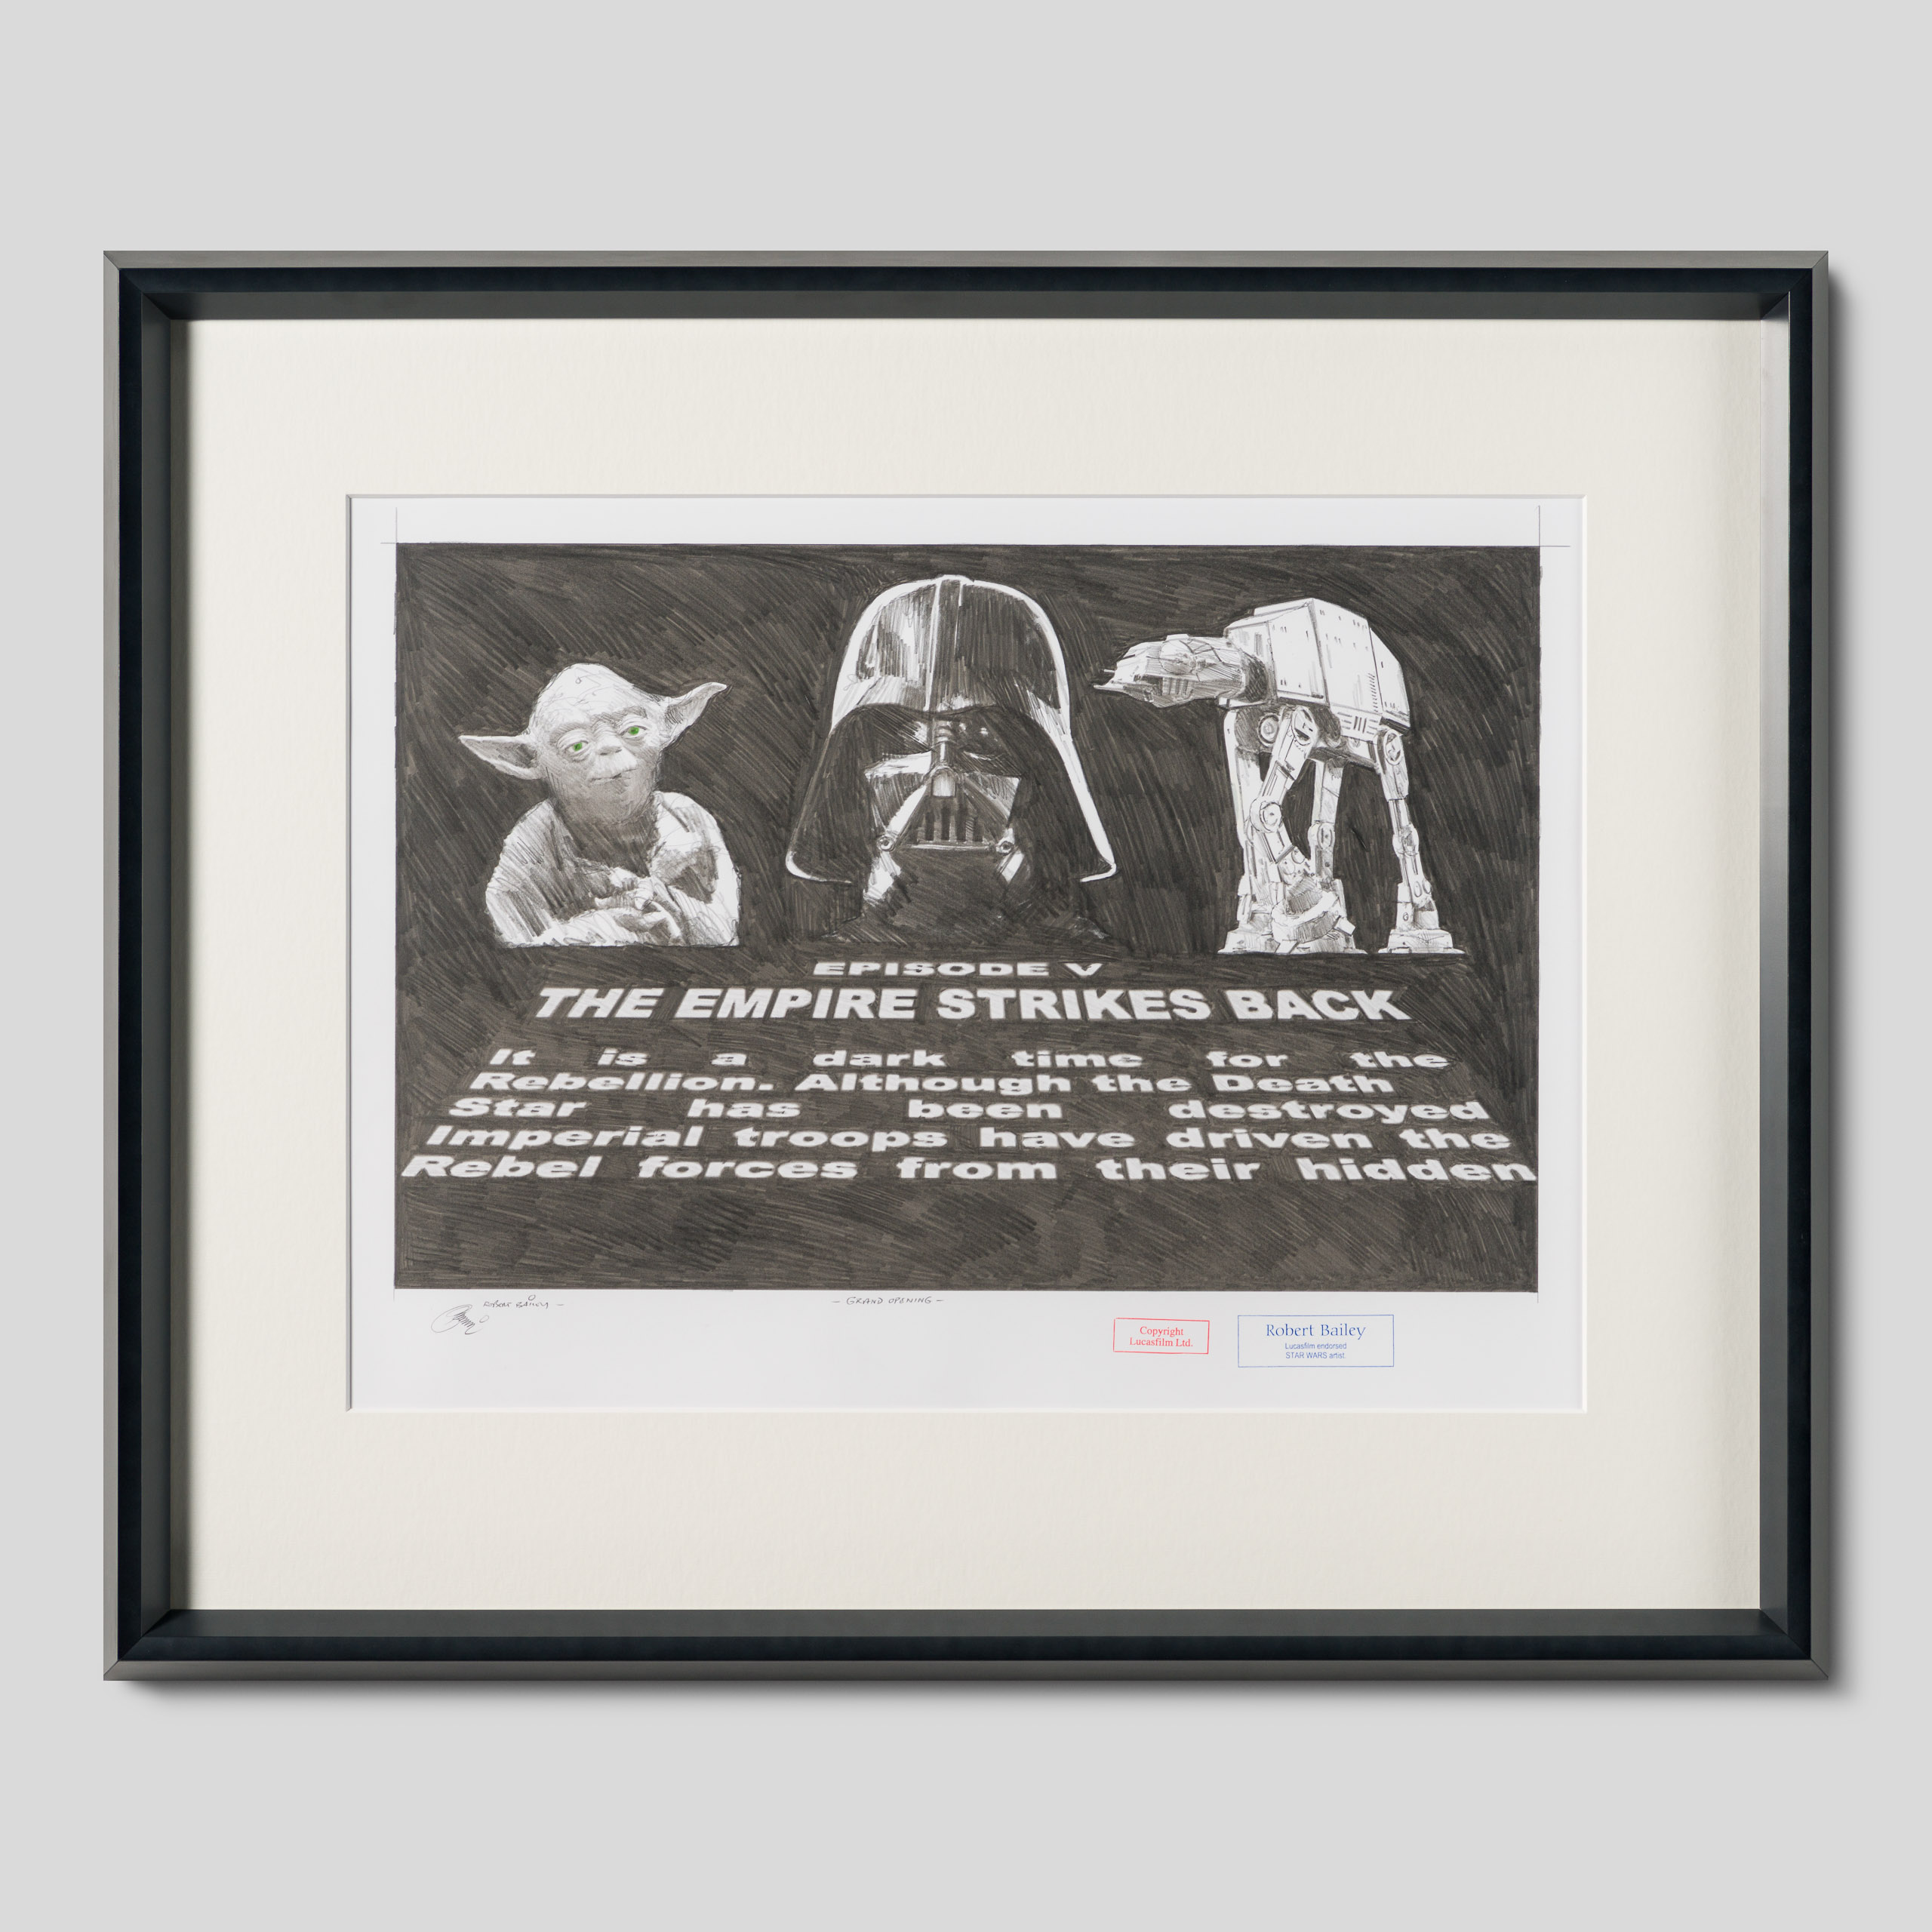 EPISODE V
THE EMPIRE STRIKES BACK
It is a dark time for the
Rebellion. Although the Death
Star has been destroyed
Imperial troops have driven the
Rebel forces from their hidden
ROBERT BAILEY –
– GRAND OPENING –
Copyright
Lucasfilm Ltd.
Robert Bailey
Lucasfilm endorsed
STAR WARS artist.